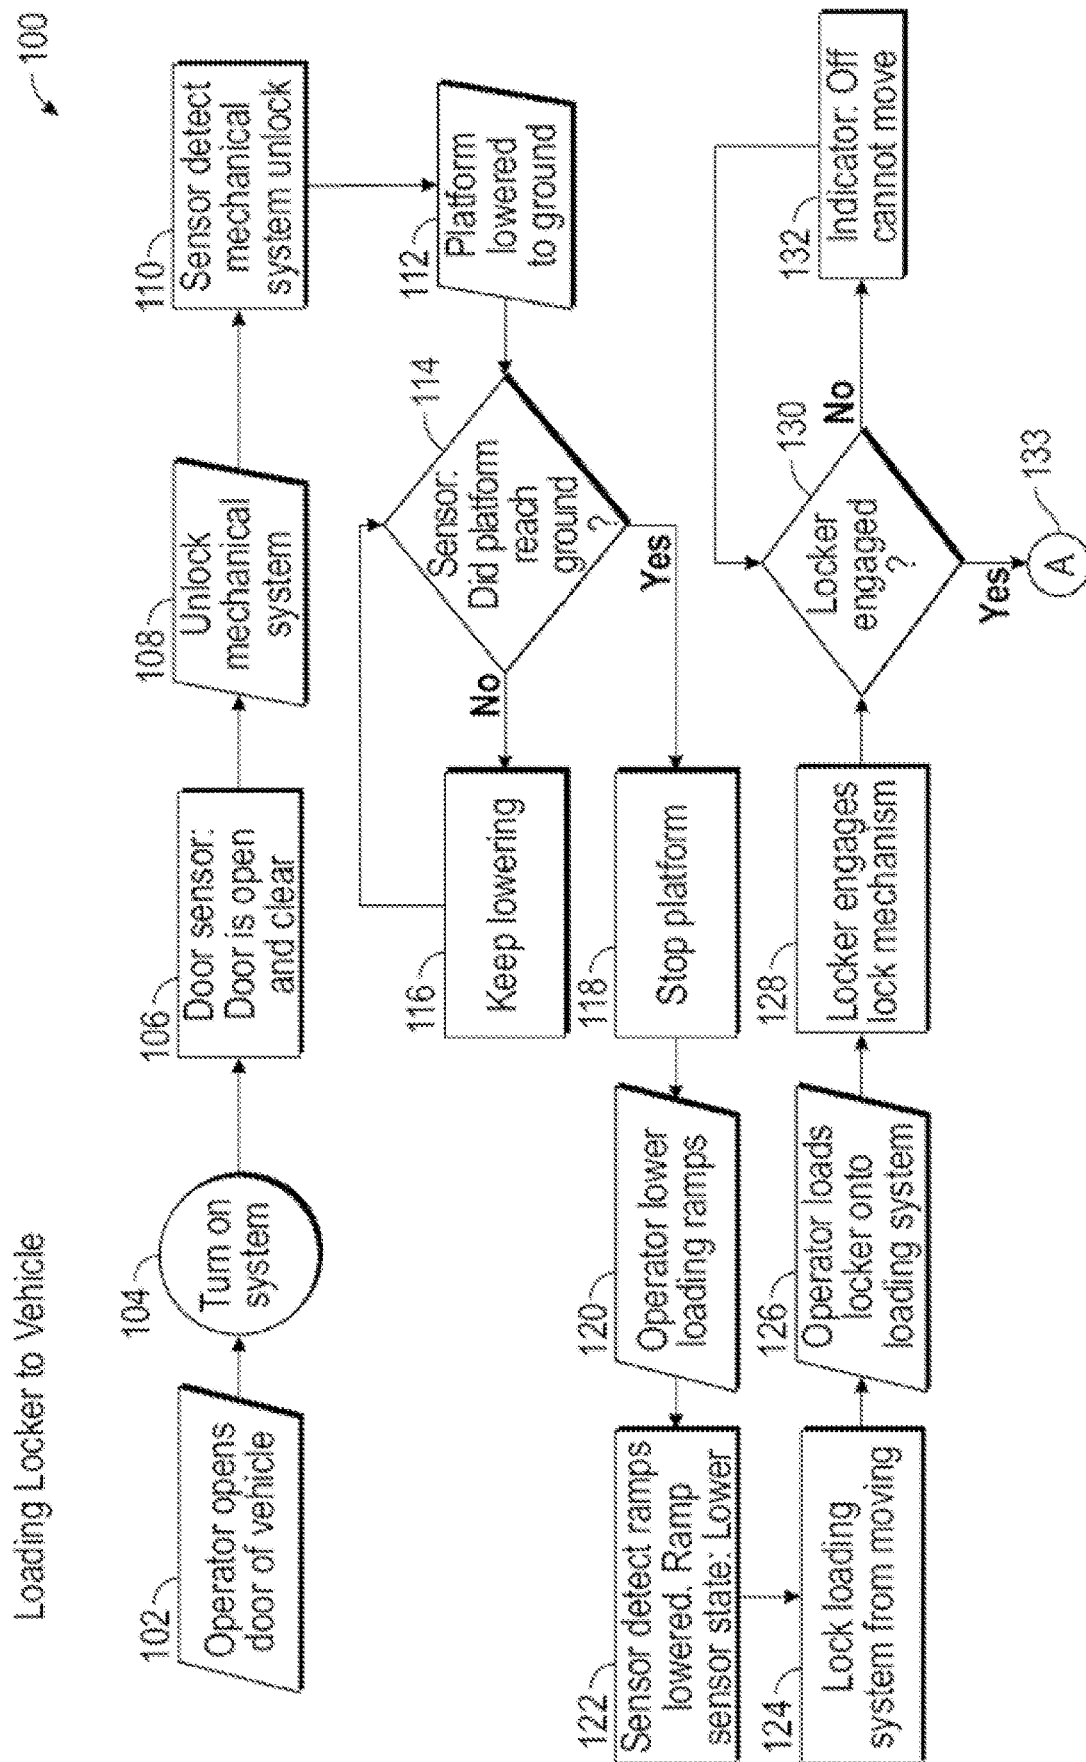 Loading Locker to Vehicle
100
102
Operator opens
door of vehicle
104
Turn on
system
106
Door sensor:
Door is open
and clear
108
Unlock
mechanical
system
110
Sensor detect
mechanical
system unlock
112
Platform
lowered
to ground
114
Sensor:
Did platform
reach
ground
?
No
Yes
116
Keep lowering
118
Stop platform
120
Operator lower
loading ramps
122
Sensor detect ramps
lowered. Ramp
sensor state: Lower
124
Lock loading
system from moving
126
Operator loads
locker onto
loading system
128
Locker engages
lock mechanism
130
Locker
engaged
?
No
Yes
132
Indicator: Off
cannot move
A
133